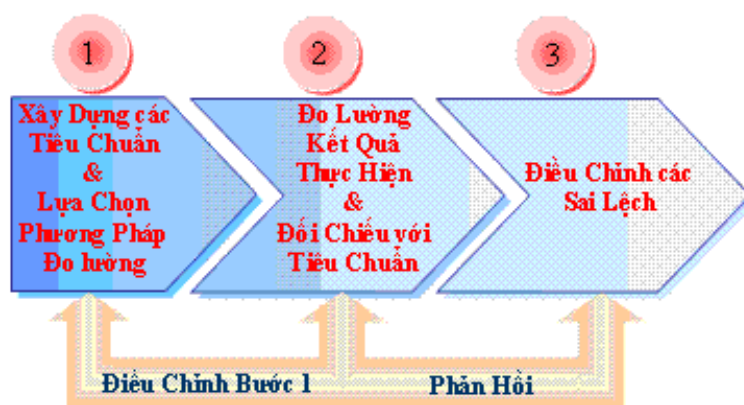 1
2
3
Xây Dựng các
Tiêu Chuẩn
&
Lựa Chọn
Phương Pháp
Đo lường
Đo Lường
Kết Quả
Thực Hiện
&
Đối Chiếu với
Tiêu Chuẩn
Điều Chỉnh các
Sai Lệch
Điều Chỉnh Bước 1
Phản Hồi